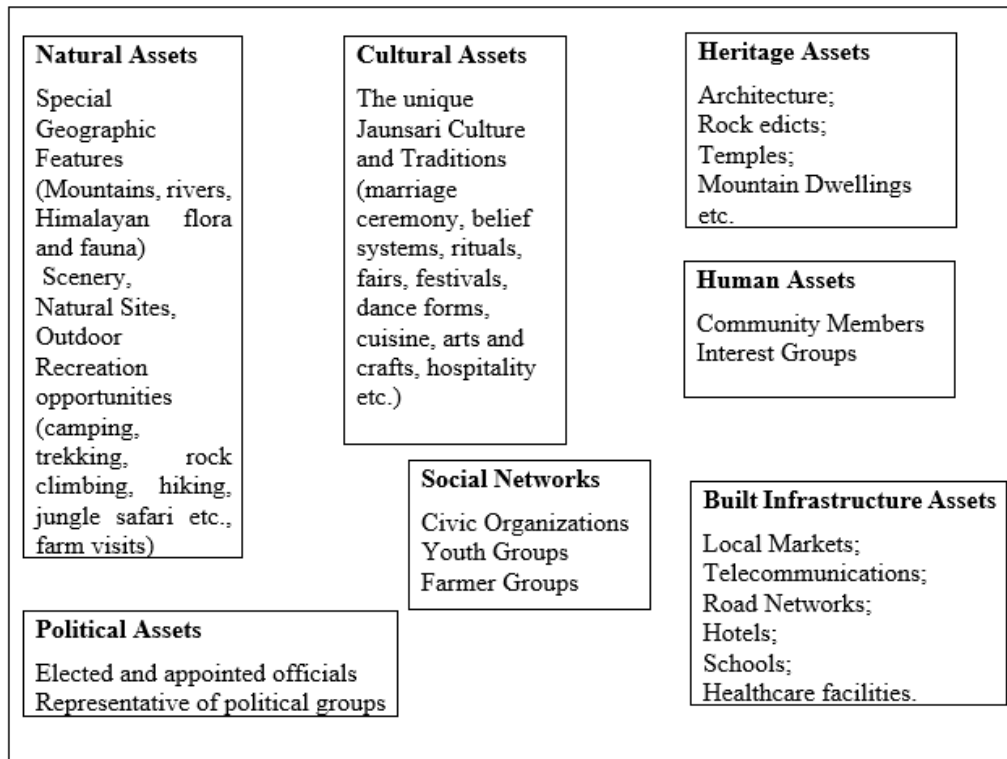 Natural Assets
Special
Geographic
Features
(Mountains, rivers,
Himalayan flora
and fauna)
Scenery,
Natural Sites,
Outdoor
Recreation
opportunities
(camping,
trekking, rock
climbing, hiking,
jungle safari etc.,
farm visits)
Cultural Assets
The unique
Jaunsari Culture
and Traditions
(marriage
ceremony, belief
systems, rituals,
fairs, festivals,
dance forms,
cuisine, arts and
crafts, hospitality
etc.)
Heritage Assets
Architecture;
Rock edicts;
Temples;
Mountain Dwellings
etc.
Human Assets
Community Members
Interest Groups
Social Networks
Civic Organizations
Youth Groups
Farmer Groups
Built Infrastructure Assets
Local Markets;
Telecommunications;
Road Networks;
Hotels;
Schools;
Healthcare facilities.
Political Assets
Elected and appointed officials
Representative of political groups